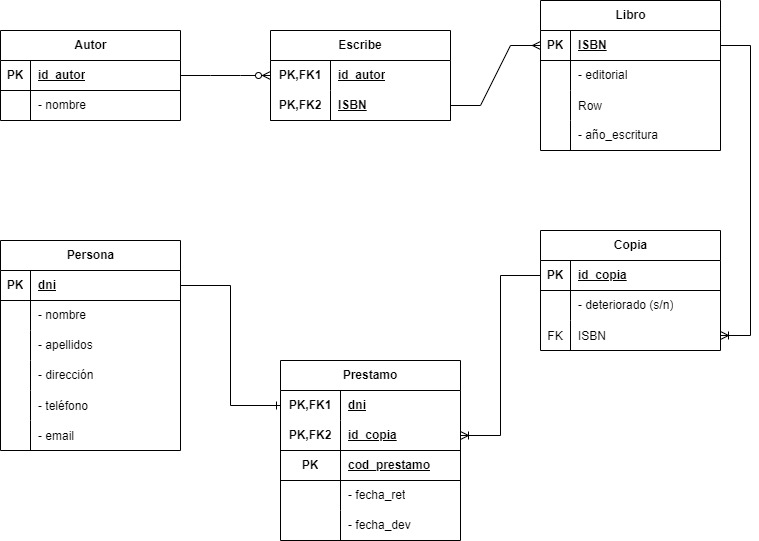 Autor
PK id_autor
- nombre
Escribe
PK,FK1 id_autor
PK,FK2 ISBN
Libro
PK ISBN
- editorial
Row
- año_escritura
Persona
PK dni
- nombre
- apellidos
- dirección
- teléfono
- email
Copia
PK id_copia
- deteriorado (s/n)
FK ISBN
Prestamo
PK,FK1 dni
PK,FK2 id_copia
PK cod_prestamo
- fecha_ret
- fecha_dev